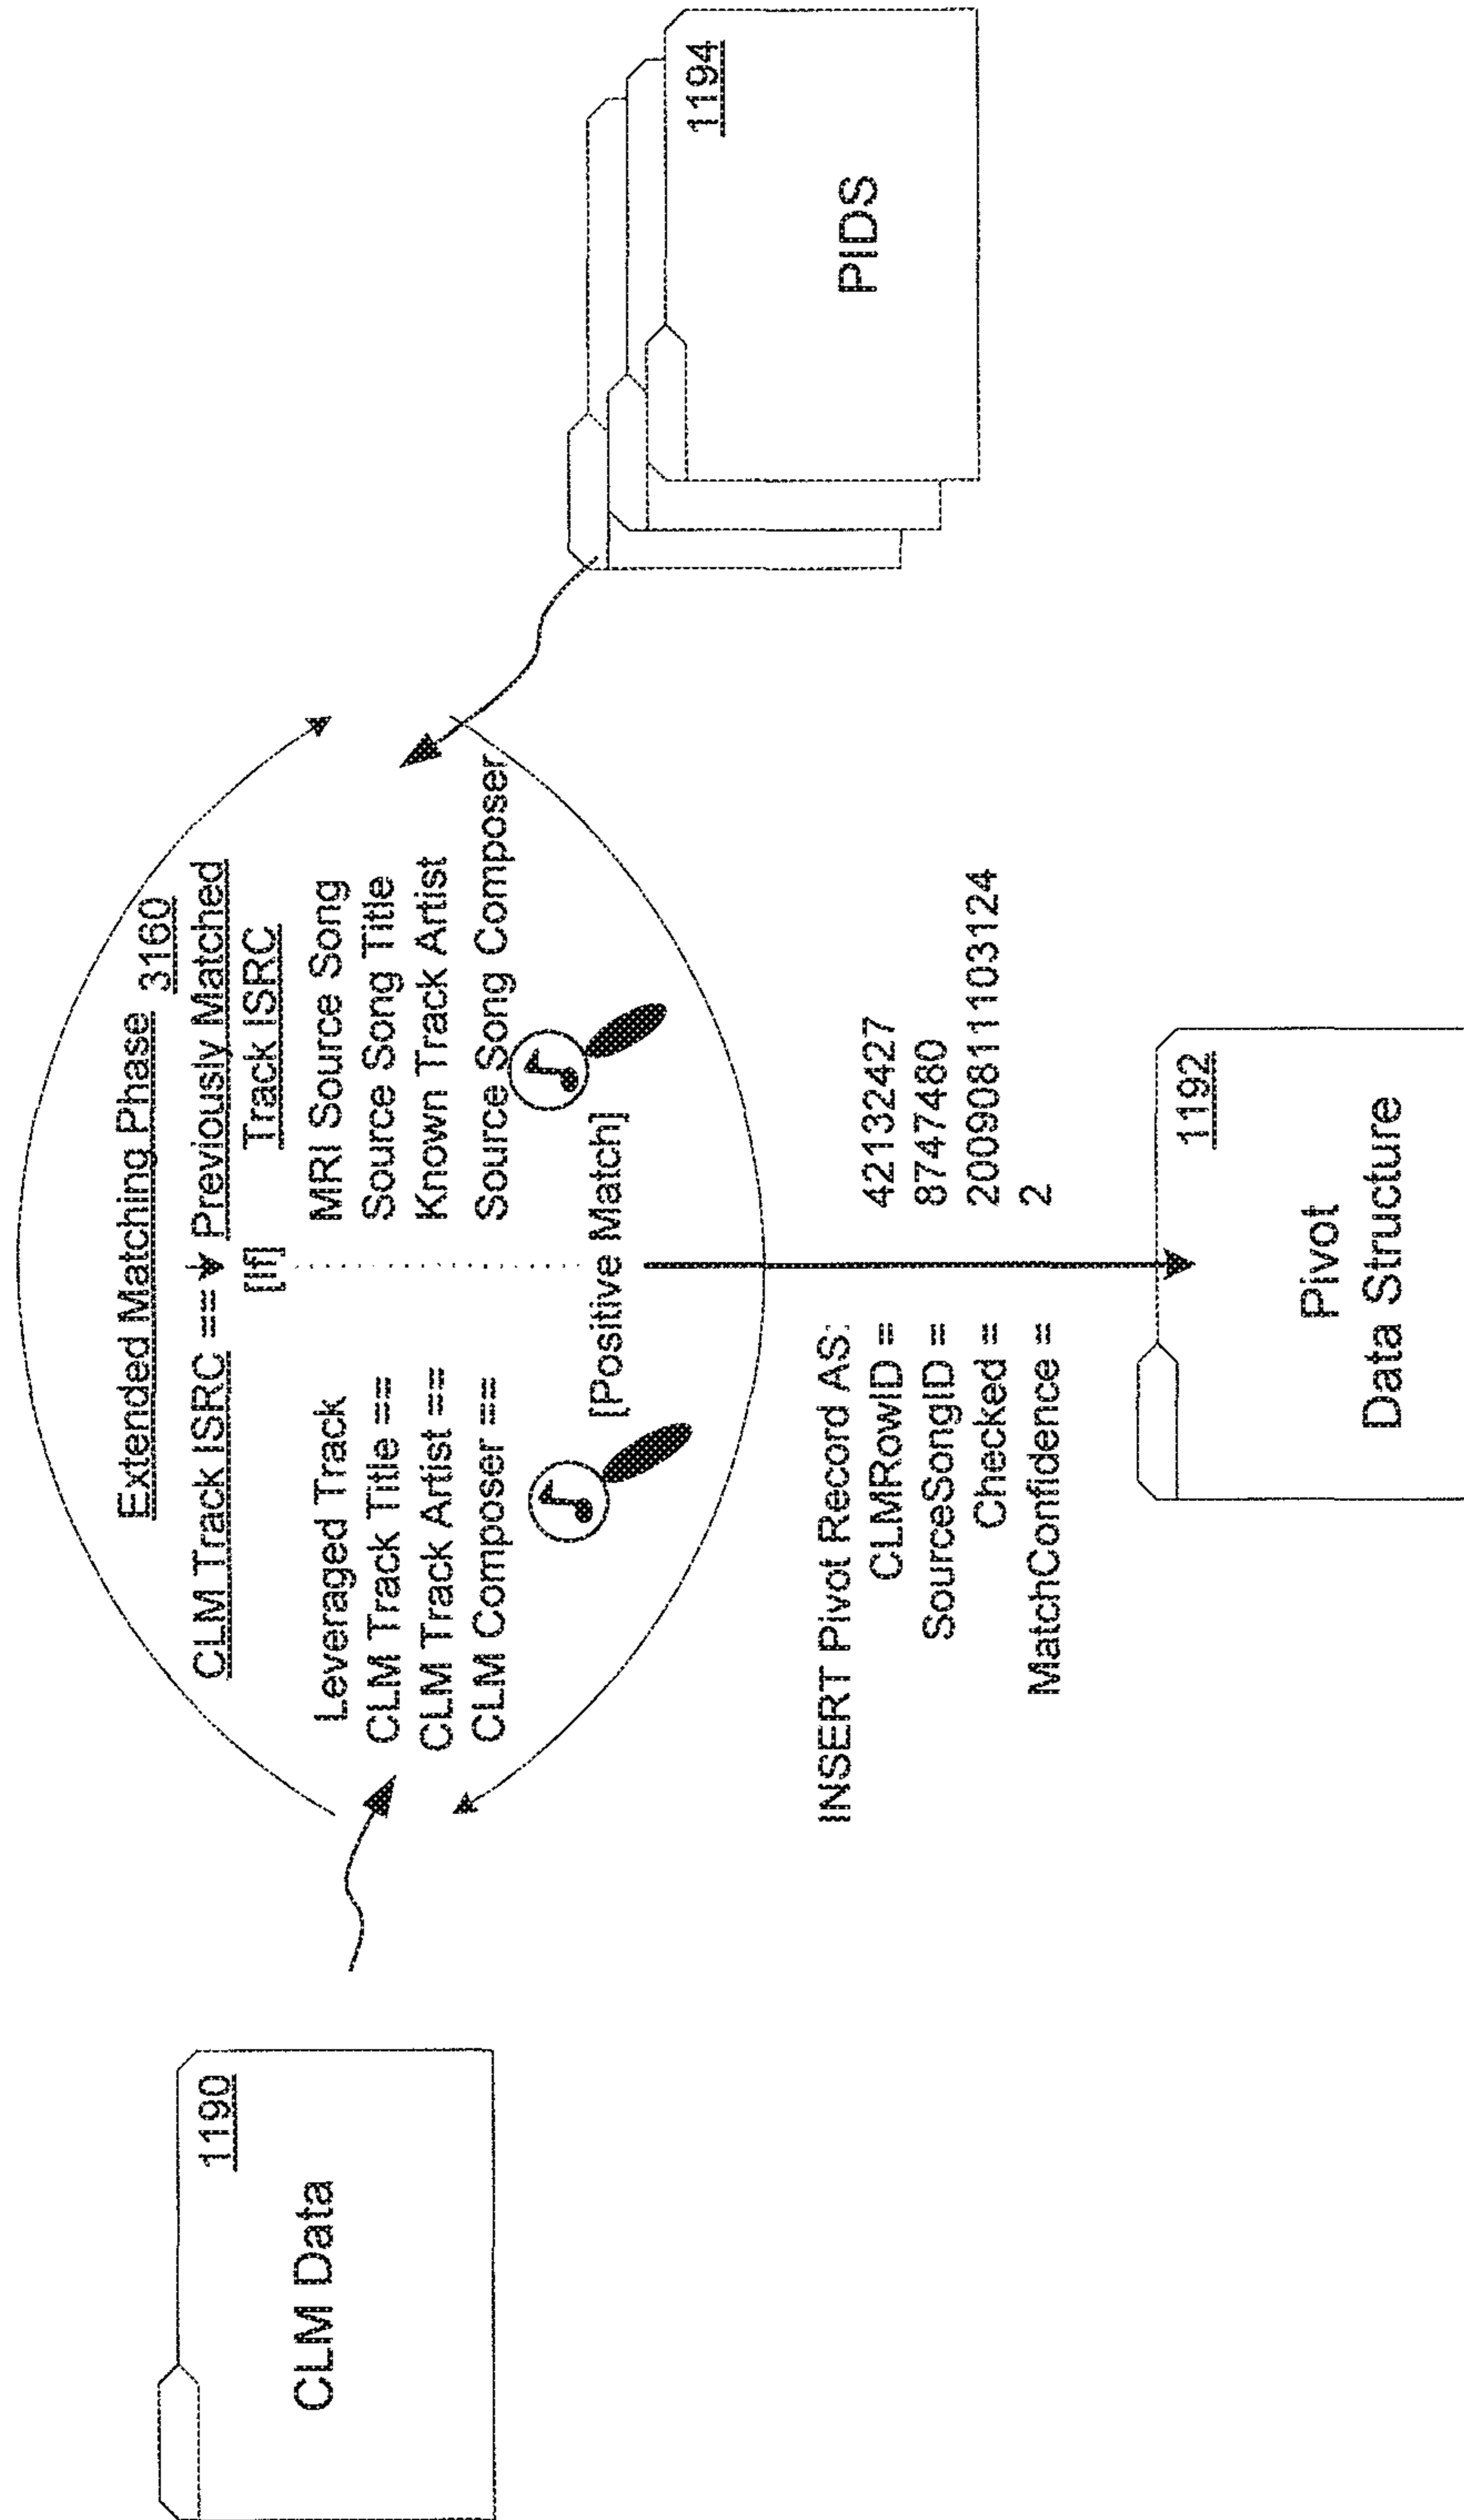 Extended Matching Phase 3160
CLM Track ISRC == Previously Matched
Track ISRC
[If]
Leveraged Track MRI Source Song
CLM Track Title == Source Song Title
CLM Track Artist == Known Track Artist
CLM Composer == Source Song Composer
[Positive Match]
1190
CLM Data
1194
PIDS
INSERT Pivot Record AS:
CLMRowID = 42132427
SourceSongID = 8747480
Checked = 20090811103124
MatchConfidence = 2
1192
Pivot
Data Structure